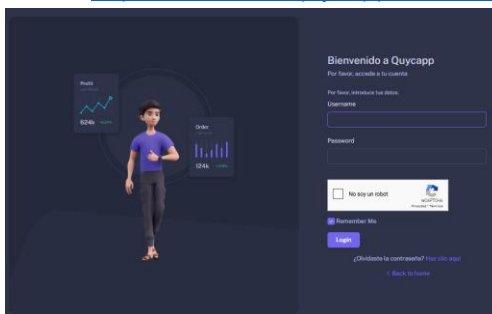 Profit
624k
Order
124k
Bienvenido a Quycapp
Por favor, accede a tu cuenta
Por favor, introduce tus datos.
Username
Password
No soy un robot
reCAPTCHA
Remember Me
Login
¿Olvidaste la contraseña? Haz clic aquí
< Back to home